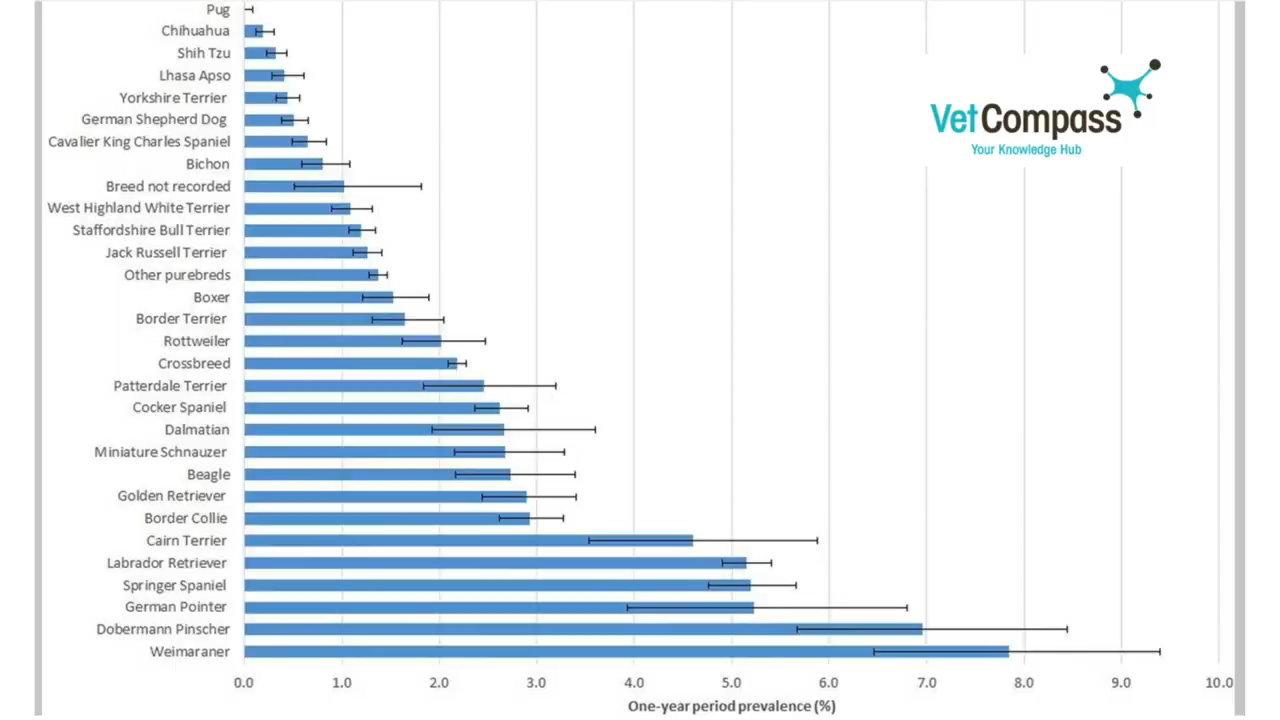 Pug
Chihuahua
Shih Tzu
Lhasa Apso
Yorkshire Terrier
German Shepherd Dog
Cavalier King Charles Spaniel
Bichon
Breed not recorded
West Highland White Terrier
Staffordshire Bull Terrier
Jack Russell Terrier
Other purebreds
Boxer
Border Terrier
Rottweiler
Crossbreed
Patterdale Terrier
Cocker Spaniel
Dalmatian
Miniature Schnauzer
Beagle
Golden Retriever
Border Collie
Cairn Terrier
Labrador Retriever
Springer Spaniel
German Pointer
Dobermann Pinscher
Weimaraner
0.0 1.0 2.0 3.0 4.0 5.0 6.0 7.0 8.0 9.0 10.0
One-year period prevalence (%)
VetCompass
Your Knowledge Hub